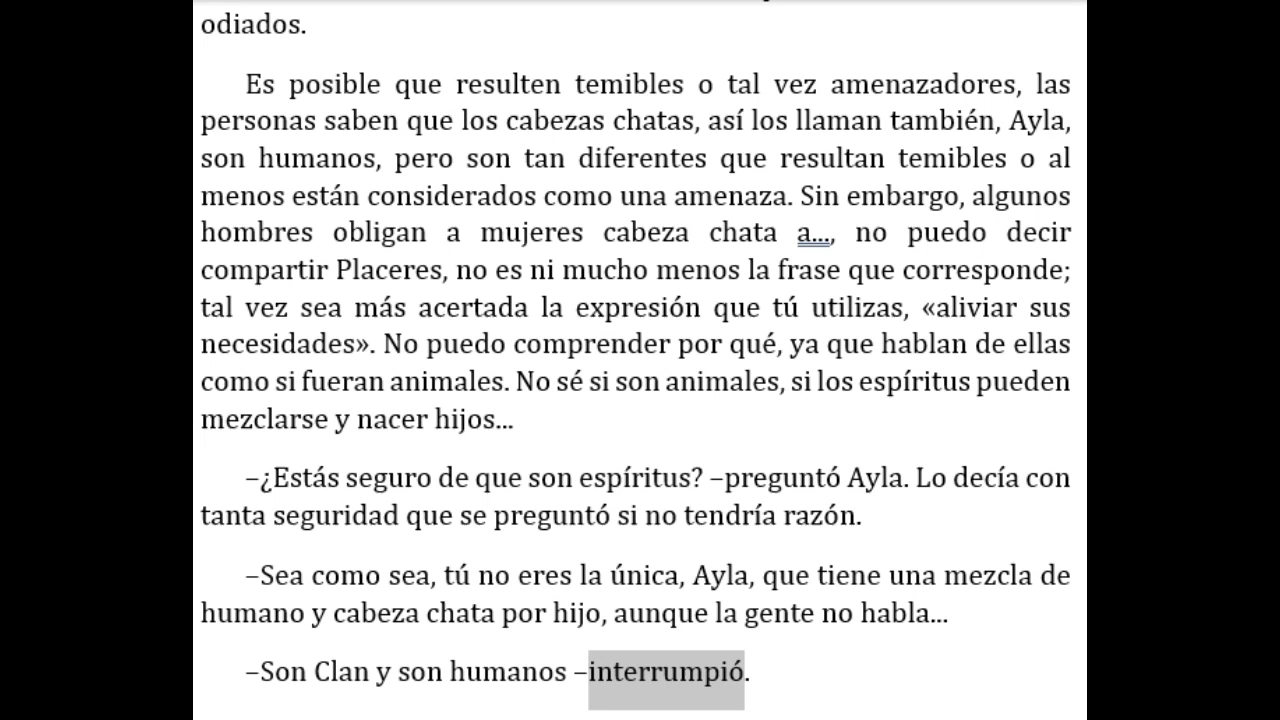 odiados.
Es posible que resulten temibles o tal vez amenazadores, las
personas saben que los cabezas chatas, así los llaman también, Ayla,
son humanos, pero son tan diferentes que resultan temibles o al
menos están considerados como una amenaza. Sin embargo, algunos
hombres obligan a mujeres cabeza chata a..., no puedo decir
compartir Placeres, no es ni mucho menos la frase que corresponde;
tal vez sea más acertada la expresión que tú utilizas, «aliviar sus
necesidades». No puedo comprender por qué, ya que hablan de ellas
como si fueran animales. No sé si son animales, si los espíritus pueden
mezclarse y nacer hijos...
–¿Estás seguro de que son espíritus? –preguntó Ayla. Lo decía con
tanta seguridad que se preguntó si no tendría razón.
–Sea como sea, tú no eres la única, Ayla, que tiene una mezcla de
humano y cabeza chata por hijo, aunque la gente no habla...
–Son Clan y son humanos –interrumpió.